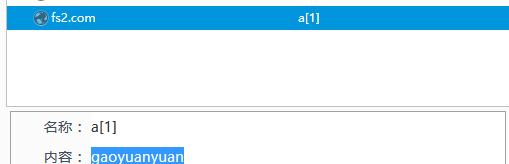 fs2.com a[1]
名称： a[1]
内容： gaoyuanyuan